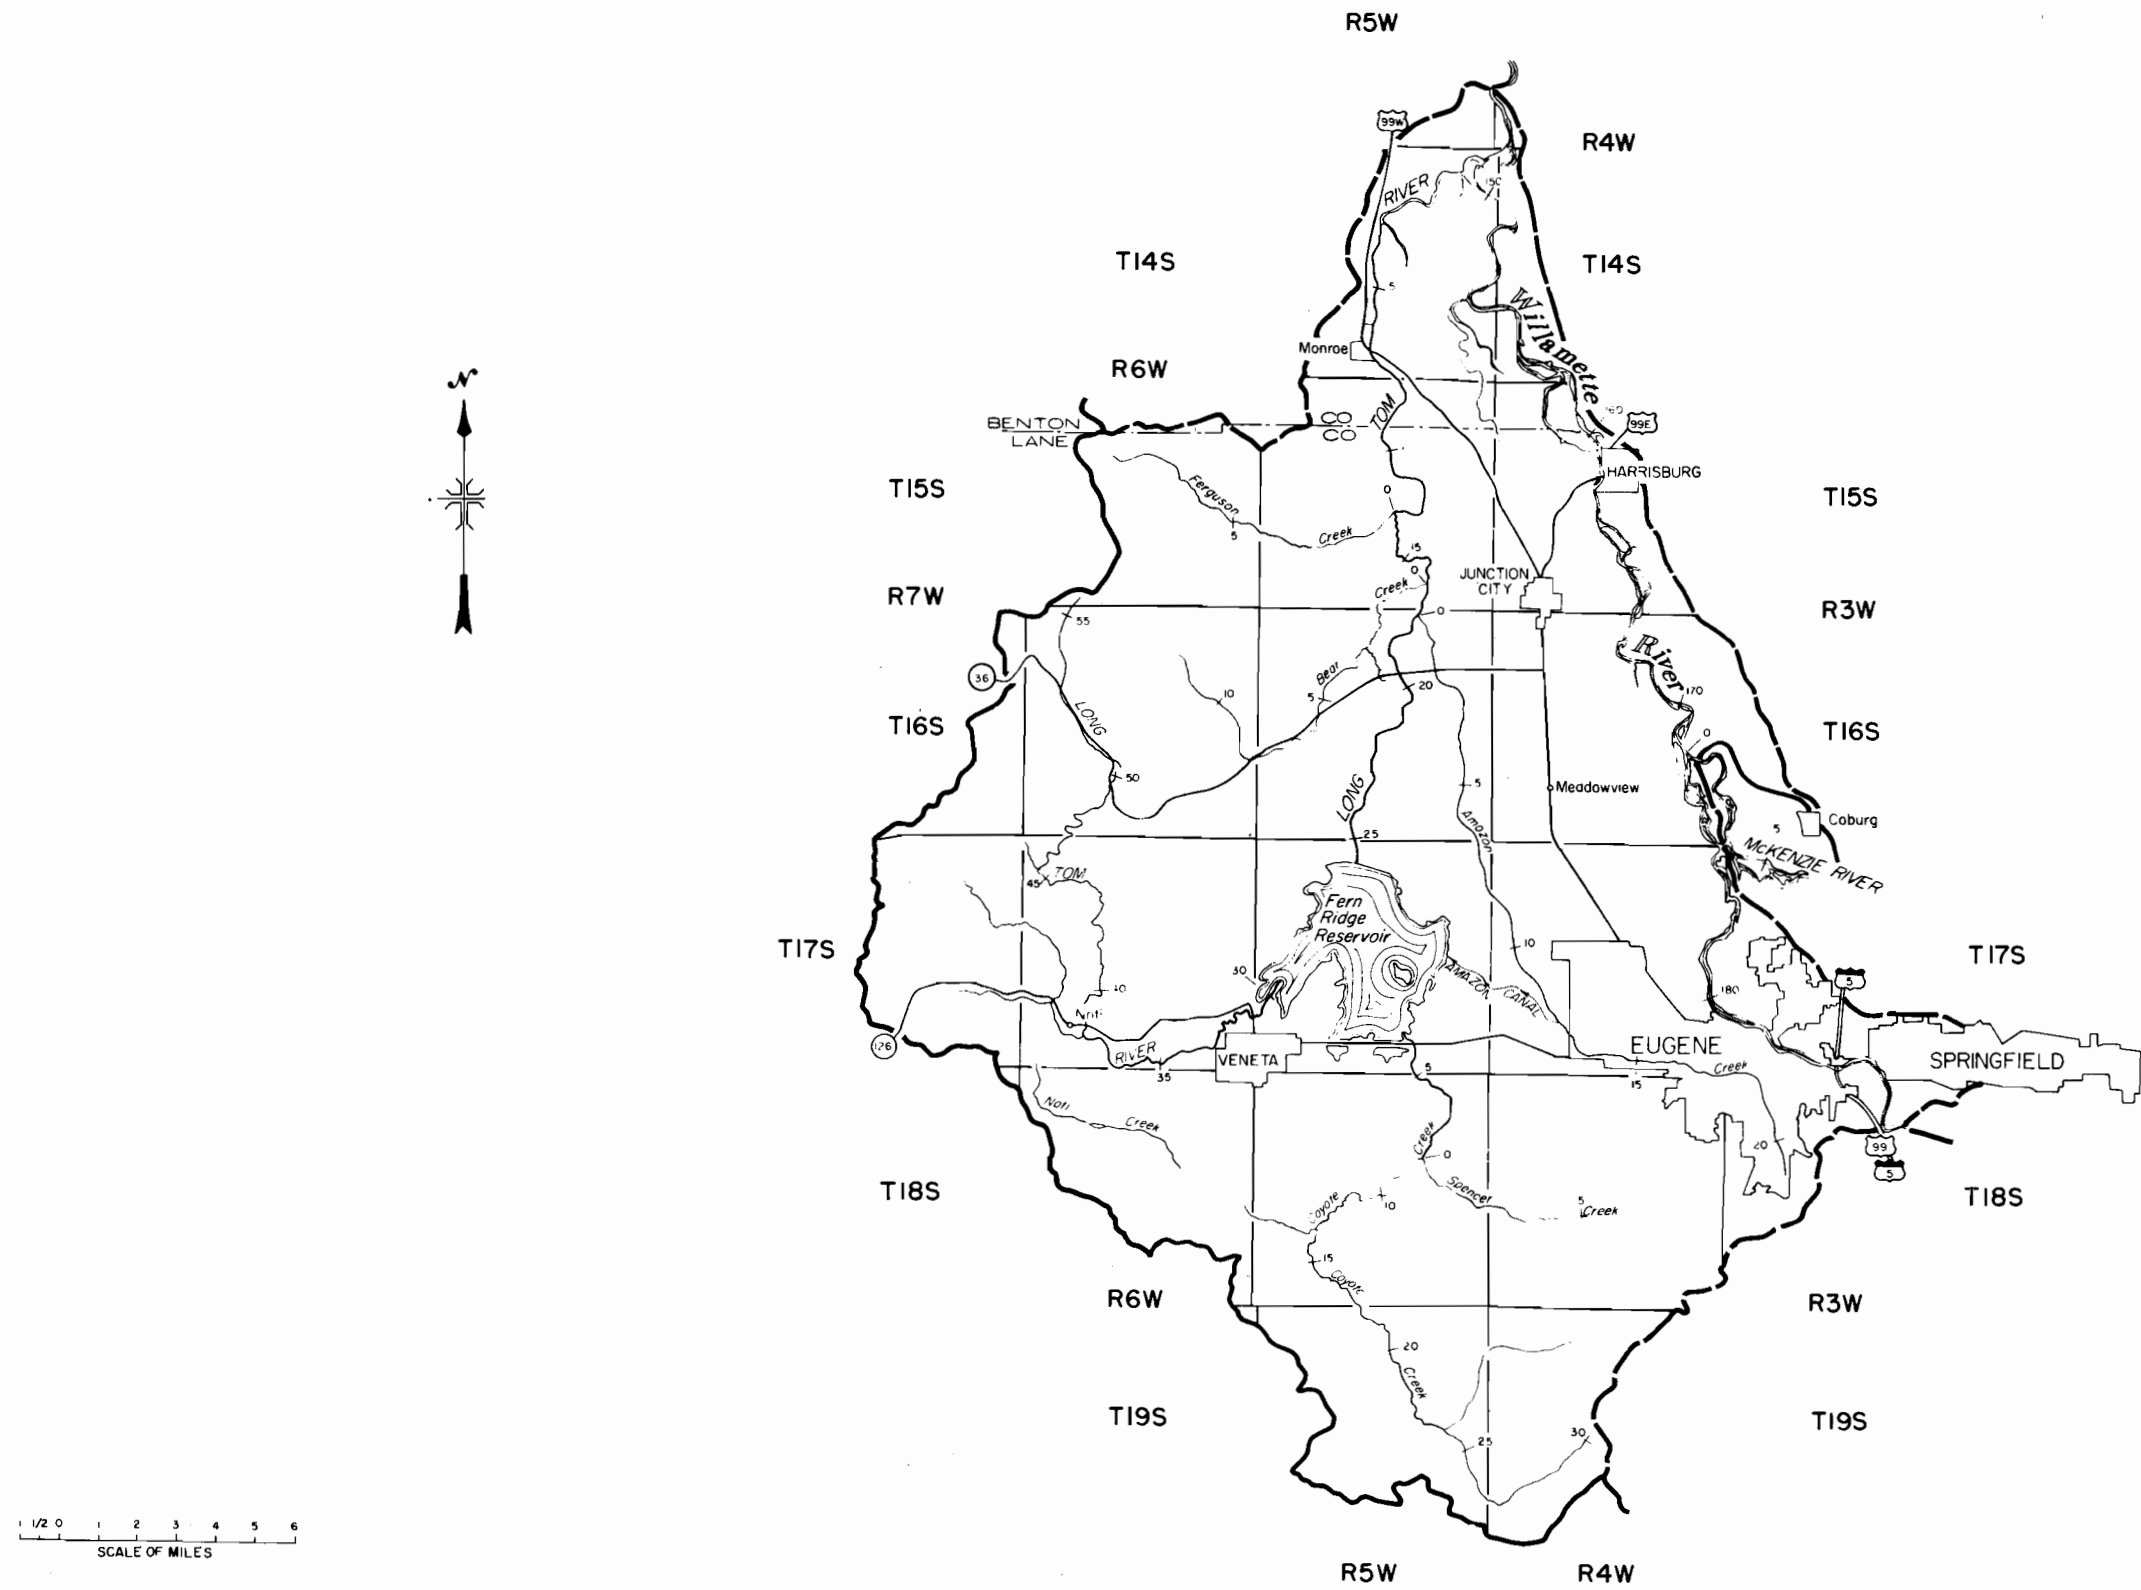 R5W
99W
R4W
RIVER
150
T14S
T14S
5
Willamette
Monroe
R6W
TOM
160
99E
BENTON CO
LANE CO
HARRISBURG
T15S
Ferguson
0
T15S
5
Creek
15
0
JUNCTION
CITY
Creek
R7W
0
R3W
55
River
36
Bear
20
170
10
5
LONG
T16S
0
T16S
50
5
Meadowview
LONG
Amazon
5
Coburg
25
McKENZIE RIVER
45
TOM
Fern
Ridge
Reservoir
T17S
10
T17S
30
AMAZON CANAL
5
40
180
Noti
126
RIVER
VENETA
EUGENE
SPRINGFIELD
35
5
Creek
15
Noti
Creek
Creek
20
99
0
5
T18S
Spencer
5
Creek
T18S
Coyote
10
15
Coyote
R6W
R3W
20
Creek
T19S
T19S
25
30
1 1/2 0 1 2 3 4 5 6
SCALE OF MILES
R5W
R4W
N